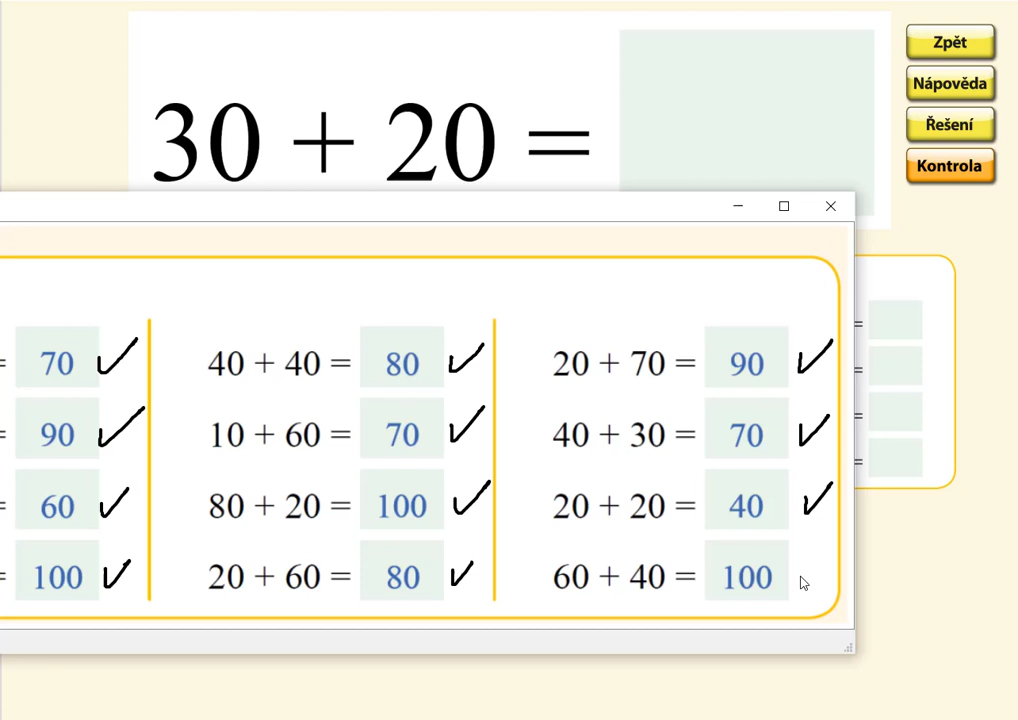 30 + 20 =
Zpět
Nápověda
Řešení
Kontrola
= 70 ✓ 40 + 40 = 80 ✓ 20 + 70 = 90 ✓ =
= 90 ✓ 10 + 60 = 70 ✓ 40 + 30 = 70 ✓ =
= 60 ✓ 80 + 20 = 100 ✓ 20 + 20 = 40 ✓ =
= 100 ✓ 20 + 60 = 80 ✓ 60 + 40 = 100 =